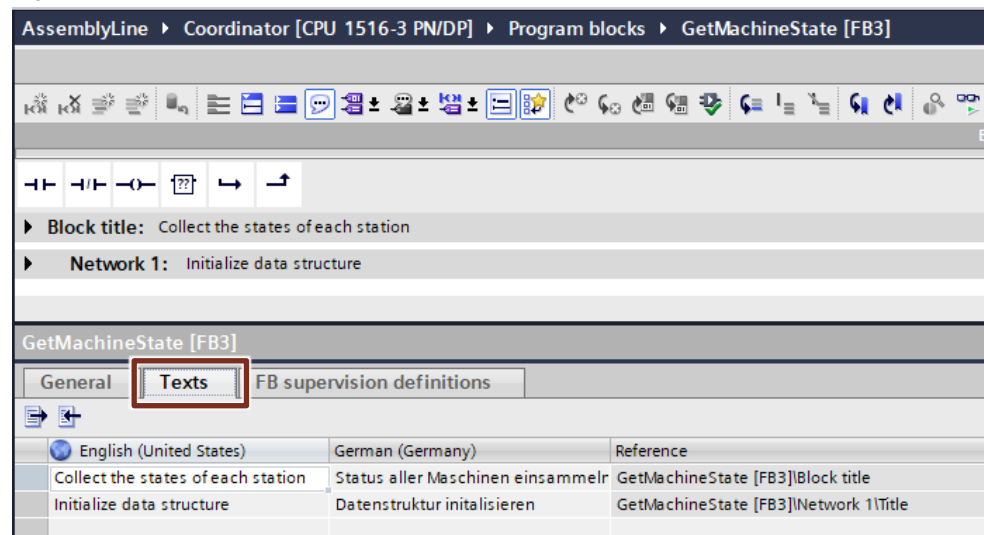 AssemblyLine ▸ Coordinator [CPU 1516-3 PN/DP] ▸ Program blocks ▸ GetMachineState [FB3]
??
Block title: Collect the states of each station
Network 1: Initialize data structure
GetMachineState [FB3]
General Texts FB supervision definitions
English (United States) German (Germany) Reference
Collect the states of each station Status aller Maschinen einsammeln GetMachineState [FB3]\Block title
Initialize data structure Datenstruktur initalisieren GetMachineState [FB3]\Network 1\Title